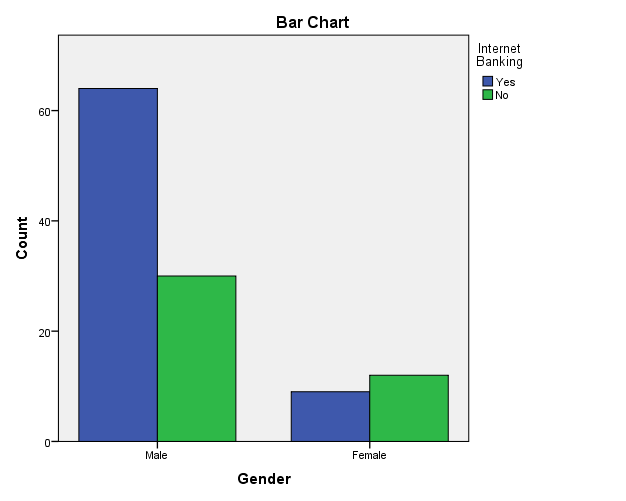 Bar Chart
Internet
Banking
Yes
No
60
40
20
0
Count
Male
Female
Gender